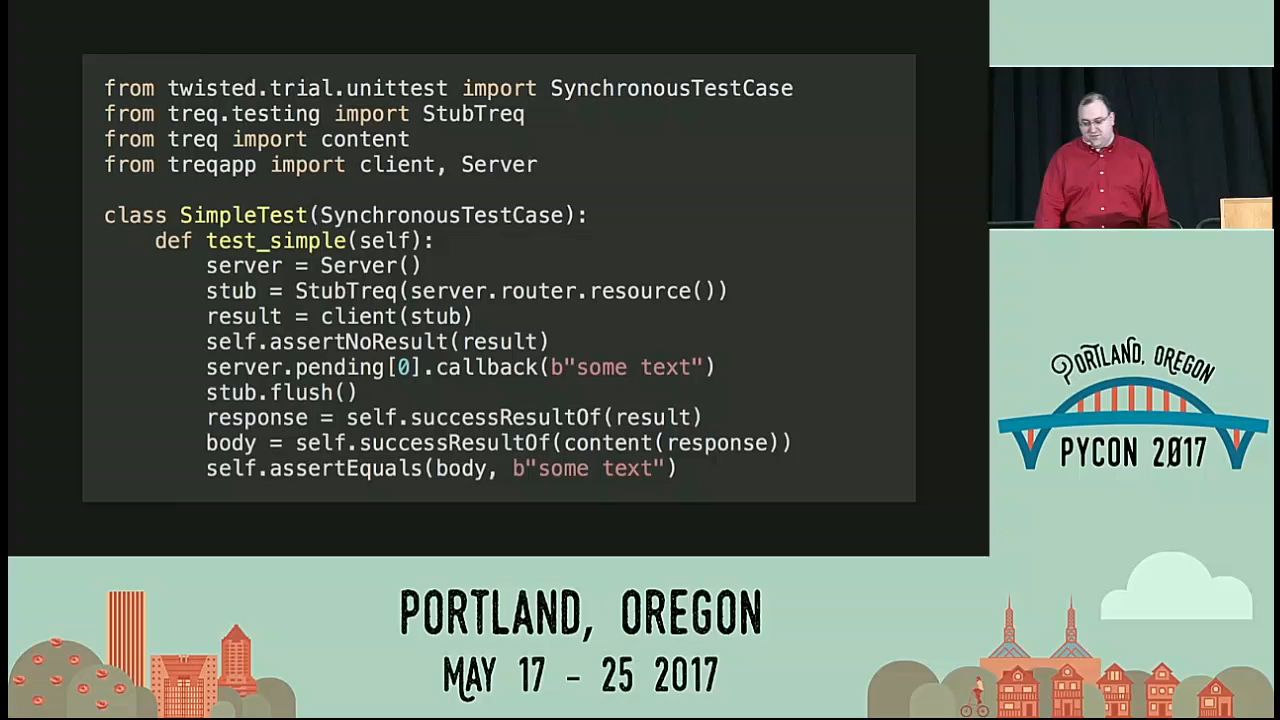 from twisted.trial.unittest import SynchronousTestCase
from treq.testing import StubTreq
from treq import content
from treqapp import client, Server

class SimpleTest(SynchronousTestCase):
    def test_simple(self):
        server = Server()
        stub = StubTreq(server.router.resource())
        result = client(stub)
        self.assertNoResult(result)
        server.pending[0].callback(b"some text")
        stub.flush()
        response = self.successResultOf(result)
        body = self.successResultOf(content(response))
        self.assertEquals(body, b"some text")
PORTLAND, OREGON
PYCON 2017
PORTLAND, OREGON
MAY 17 - 25 2017